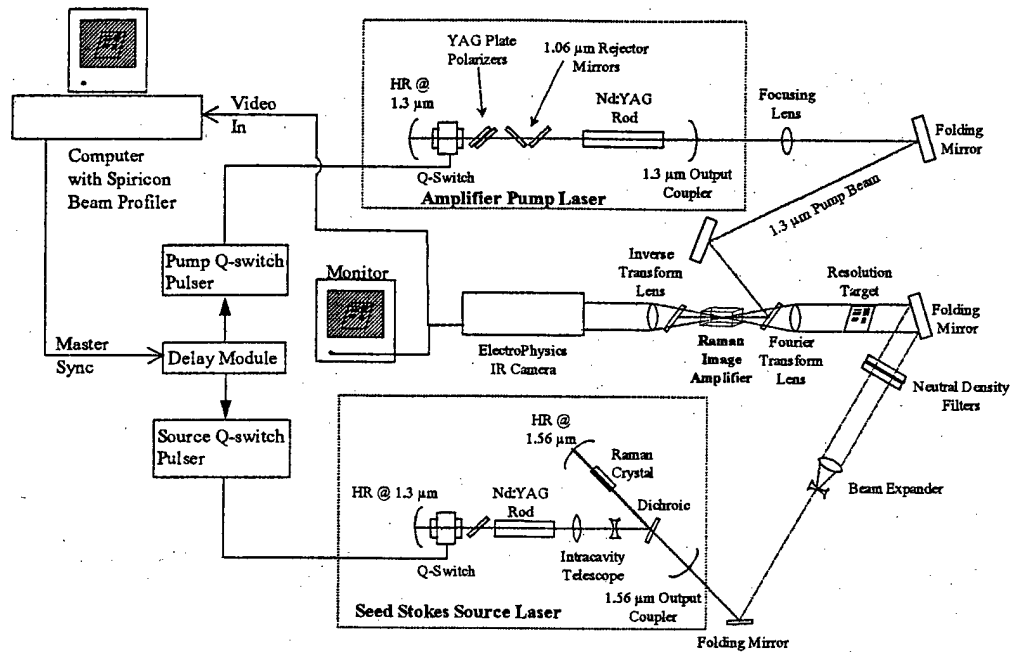 YAG Plate
Polarizers
1.06 µm Rejector
Mirrors
HR @
1.3 µm
Nd:YAG
Rod
Focusing
Lens
Folding
Mirror
Q-Switch
1.3 µm Output
Coupler
Amplifier Pump Laser
Video
In
Computer
with Spiricon
Beam Profiler
1.3 µm Pump Beam
Pump Q-switch
Pulser
Monitor
Inverse
Transform
Lens
Resolution
Target
Folding
Mirror
Master
Sync
Delay Module
ElectroPhysics
IR Camera
Raman
Image
Amplifier
Fourier
Transform
Lens
Neutral Density
Filters
Source Q-switch
Pulser
HR @
1.56 µm
Raman
Crystal
Beam Expander
HR @ 1.3 µm
Nd:YAG
Rod
Dichroic
Q-Switch
Intracavity
Telescope
1.56 µm Output
Coupler
Seed Stokes Source Laser
Folding Mirror